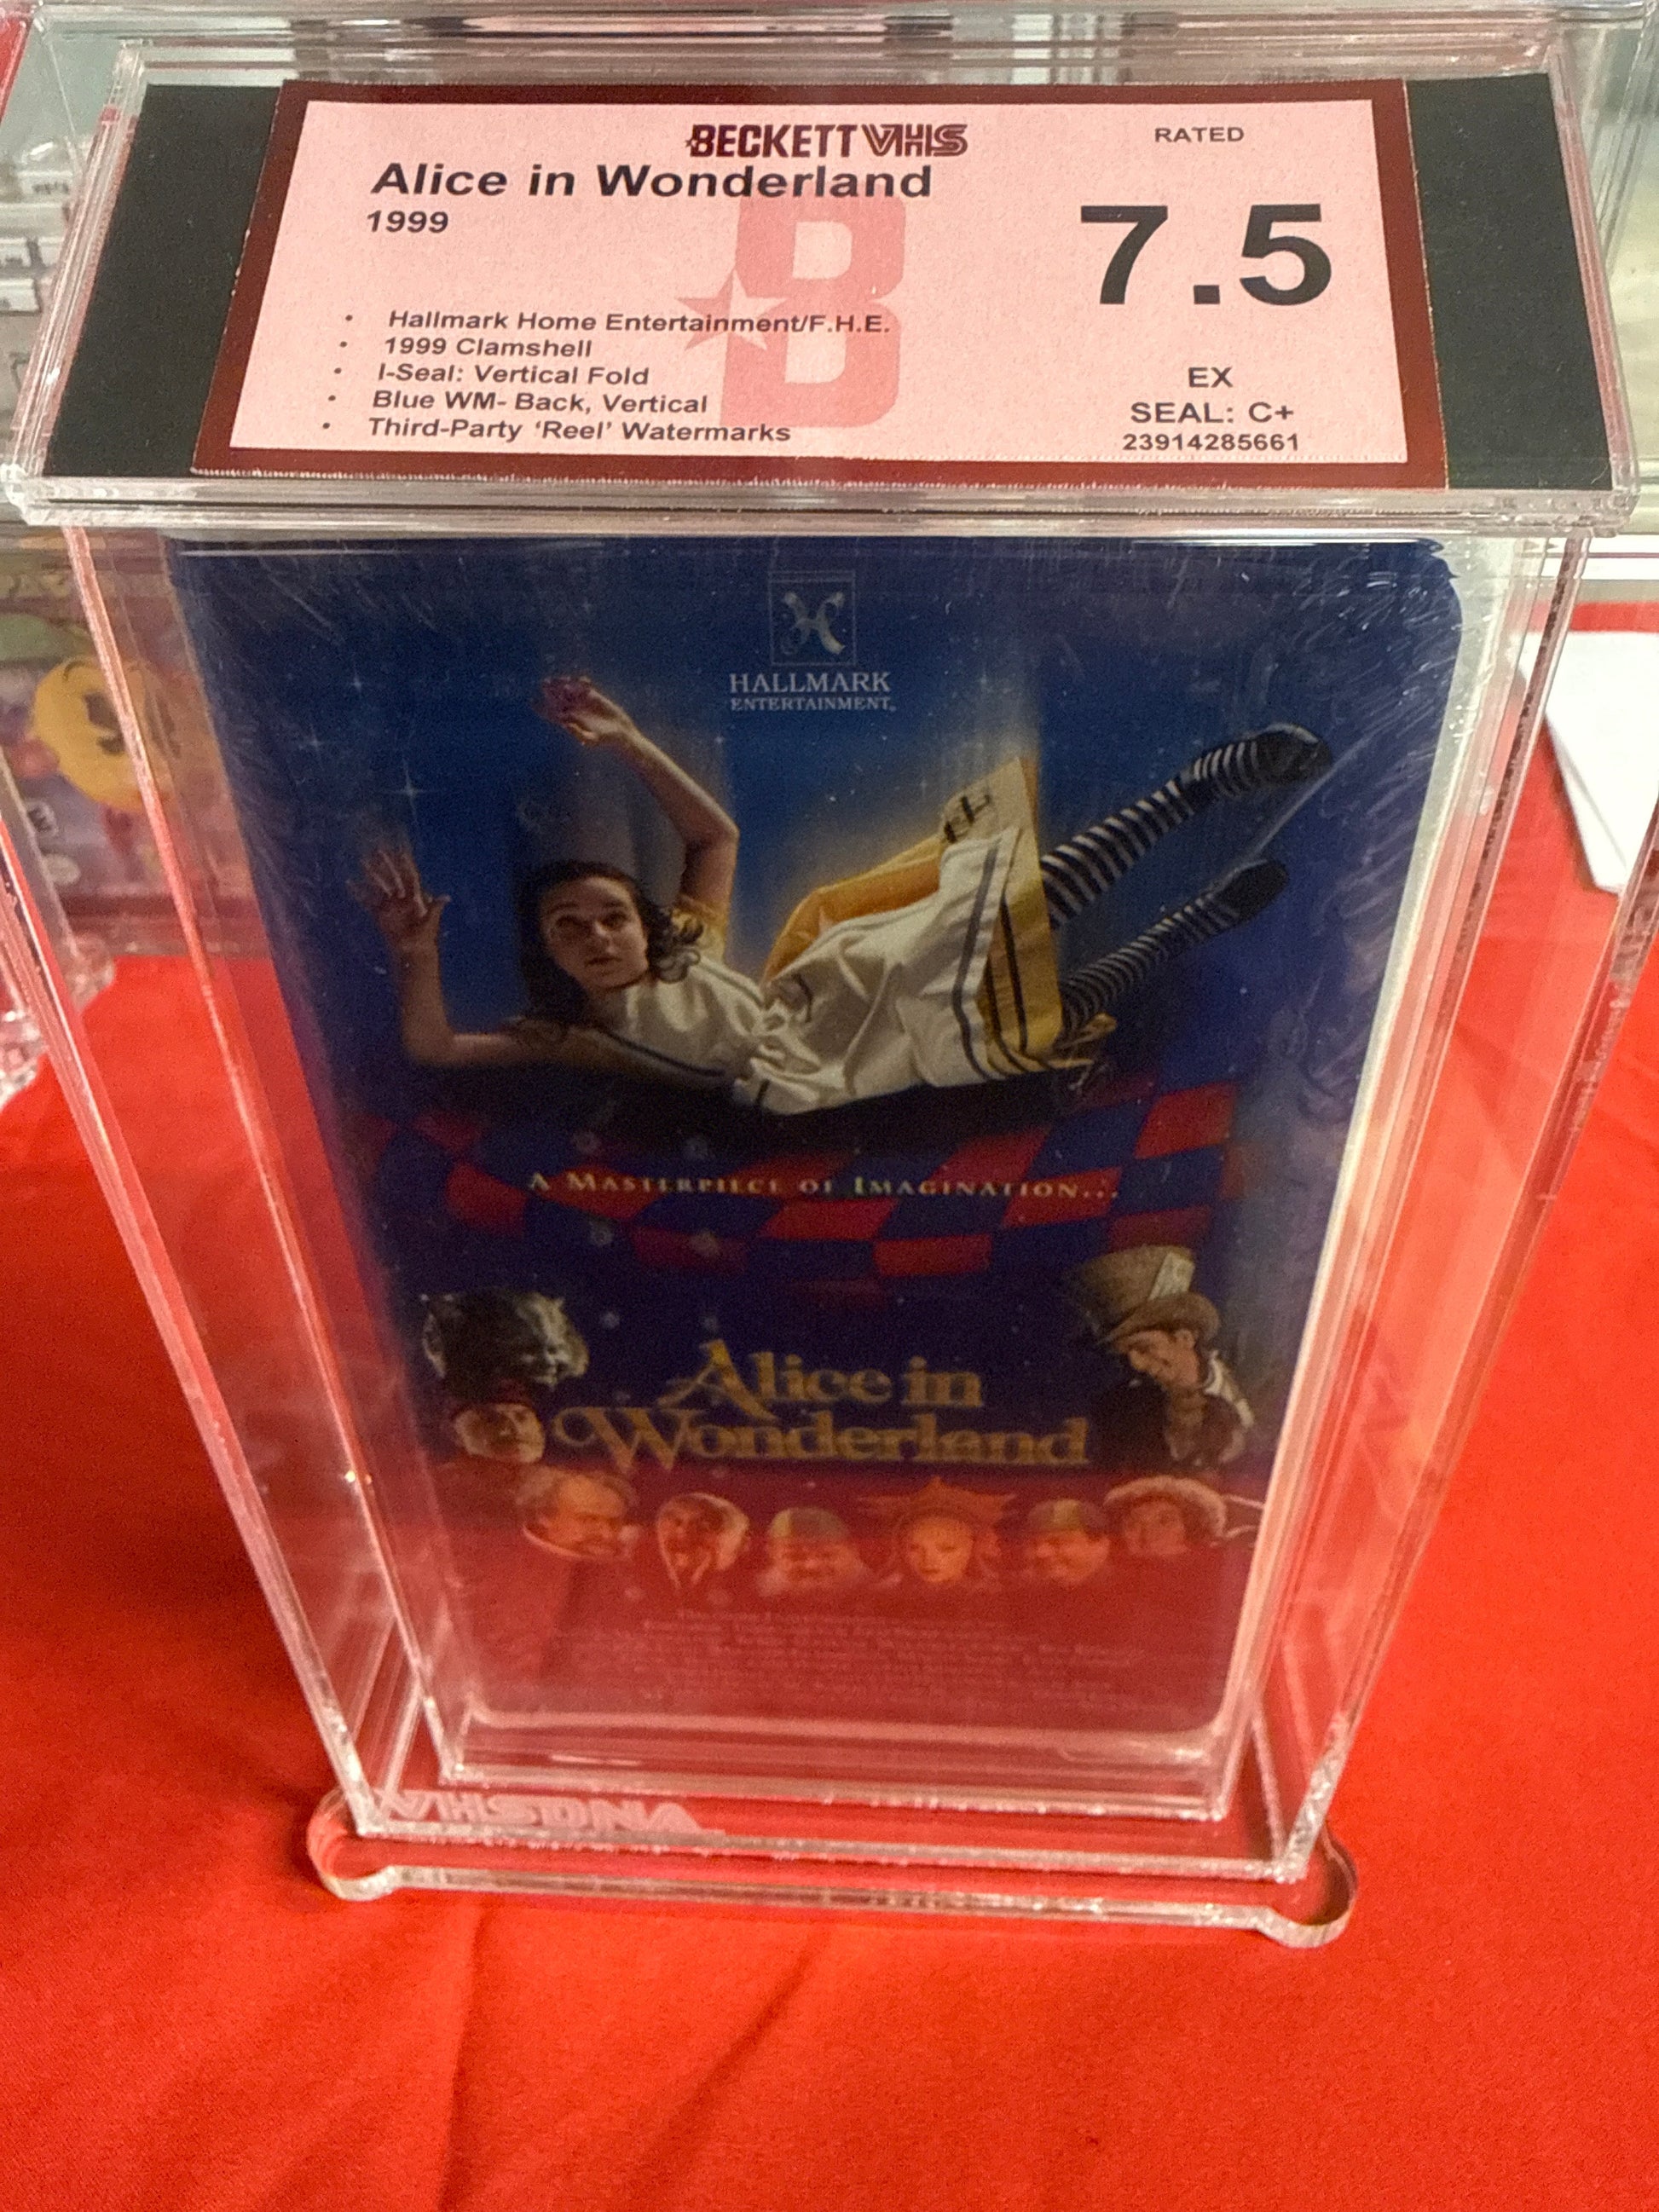 BECKETT VHS
RATED
Alice in Wonderland
1999
7.5
• Hallmark Home Entertainment/F.H.E.
• 1999 Clamshell
• I-Seal: Vertical Fold
• Blue WM- Back, Vertical
• Third-Party ‘Reel’ Watermarks
EX
SEAL: C+
23914285661
H
HALLMARK
ENTERTAINMENT
A MASTERPIECE OF IMAGINATION...
Alice in
Wonderland